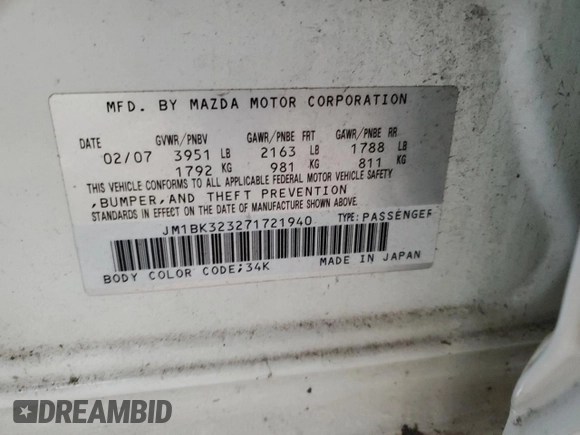 MFD. BY MAZDA MOTOR CORPORATION
DATE GVWR/PNBV GAWR/PNBE FRT GAWR/PNBE RR
02/07 3951 LB 2163 LB 1788 LB
1792 KG 981 KG 811 KG
THIS VEHICLE CONFORMS TO ALL APPLICABLE FEDERAL MOTOR VEHICLE SAFETY
,BUMPER,AND THEFT PREVENTION
STANDARDS IN EFFECT ON THE DATE OF MANUFACTURE SHOWN ABOVE.
JM1BK323271721940 TYPE:PASSENGER
BODY COLOR CODE;34K MADE IN JAPAN
DREAMBID